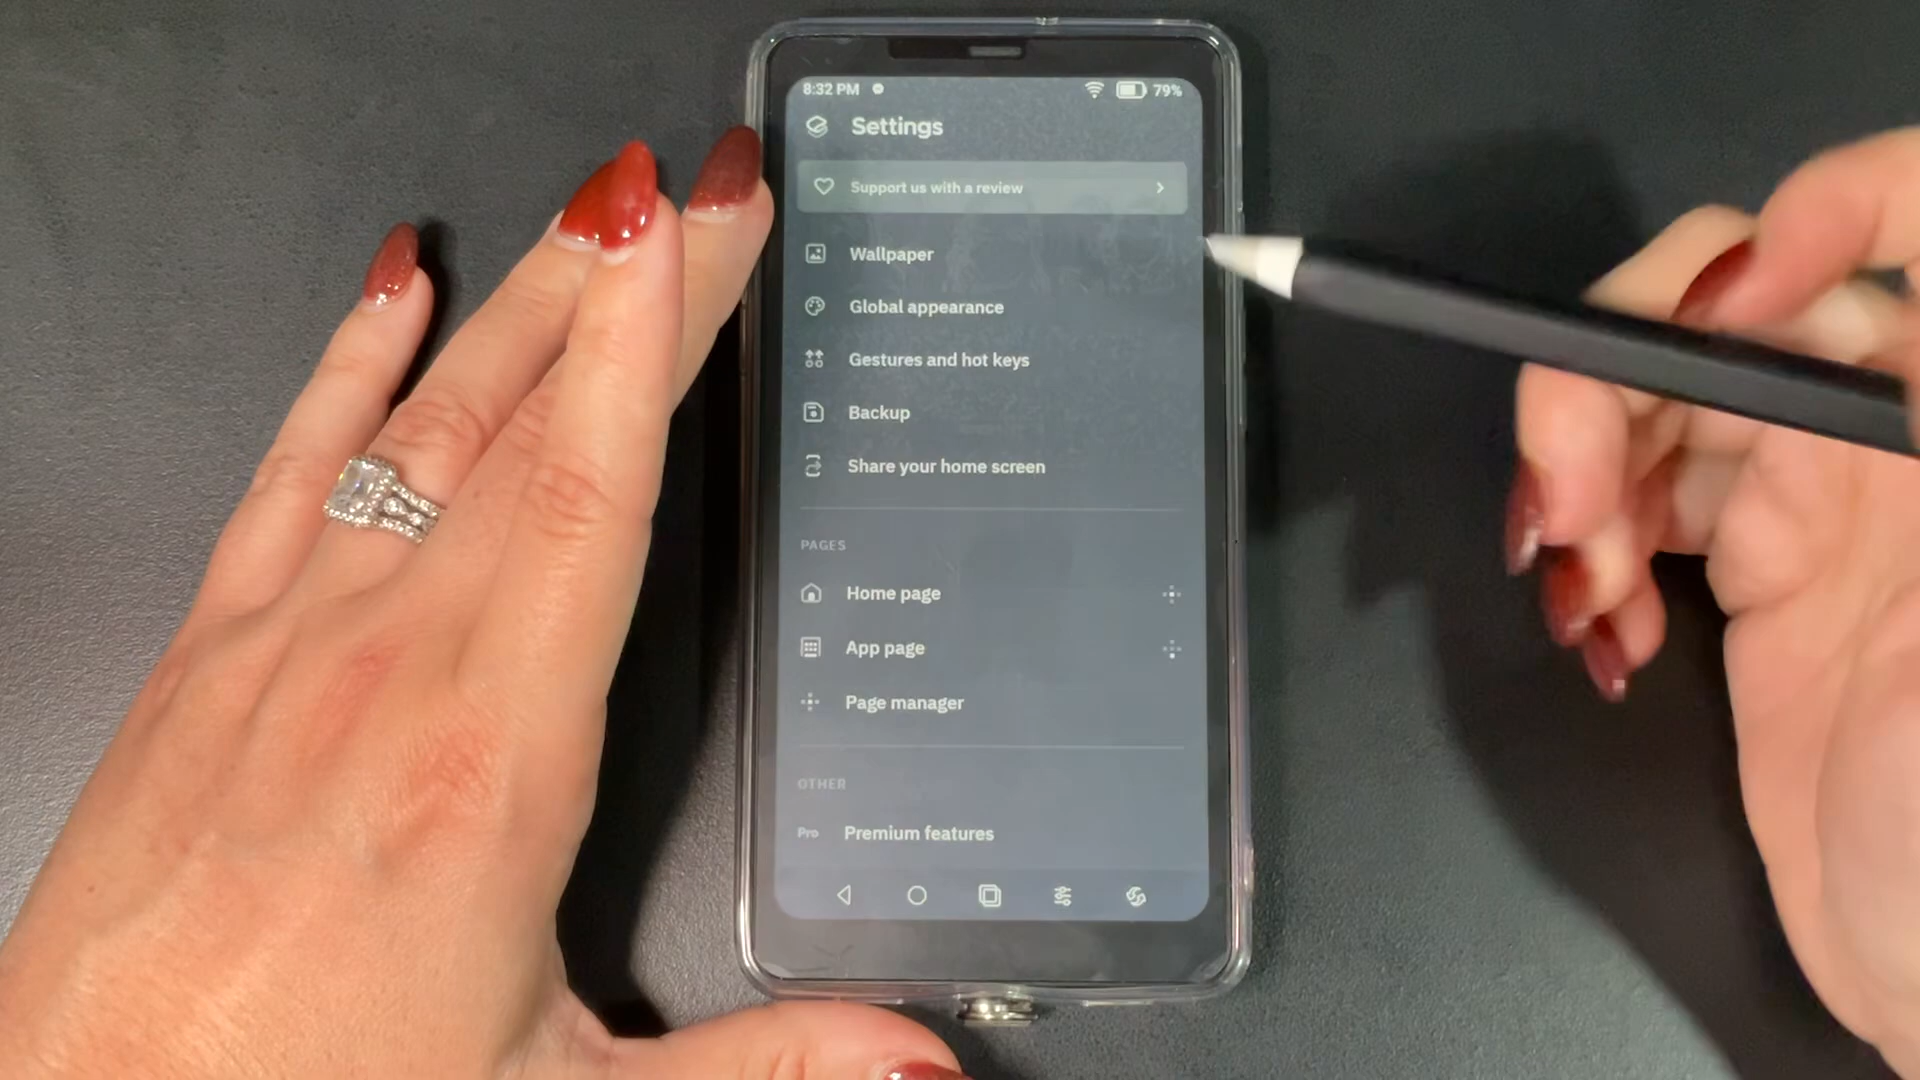 8:32 PM 79%
Settings
Support us with a review
Wallpaper
Global appearance
Gestures and hot keys
Backup
Share your home screen
PAGES
Home page
App page
Page manager
OTHER
Pro Premium features